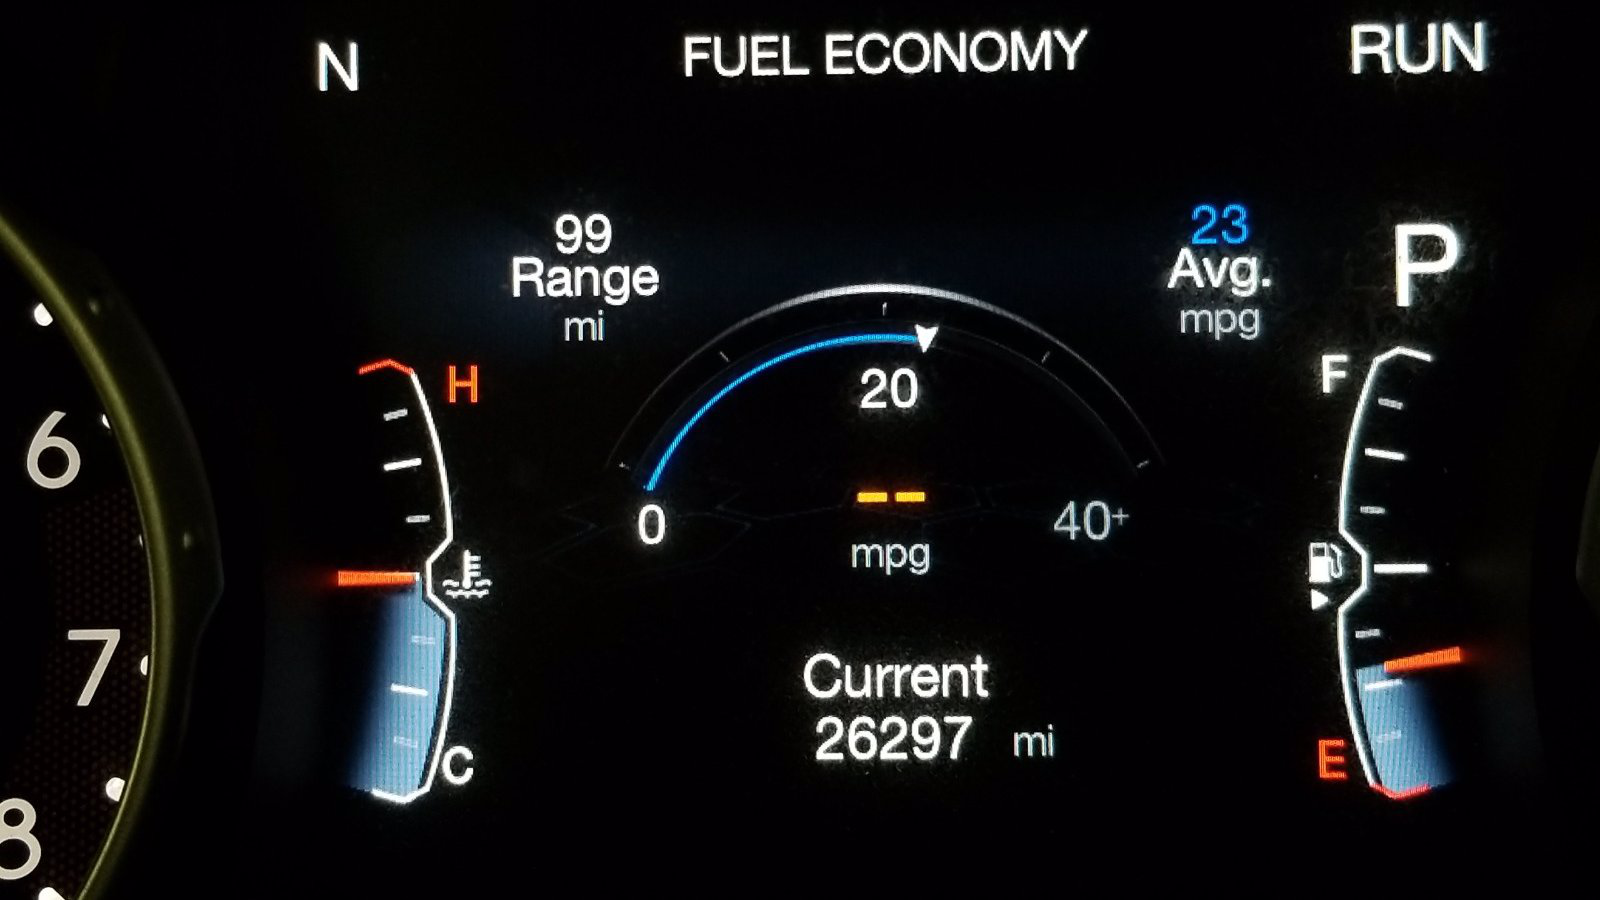 N
FUEL ECONOMY
RUN
99
Range
mi
23
Avg.
mpg
P
H
F
20
6
0
40+
-- 
mpg
7
Current
26297 mi
C
E
8